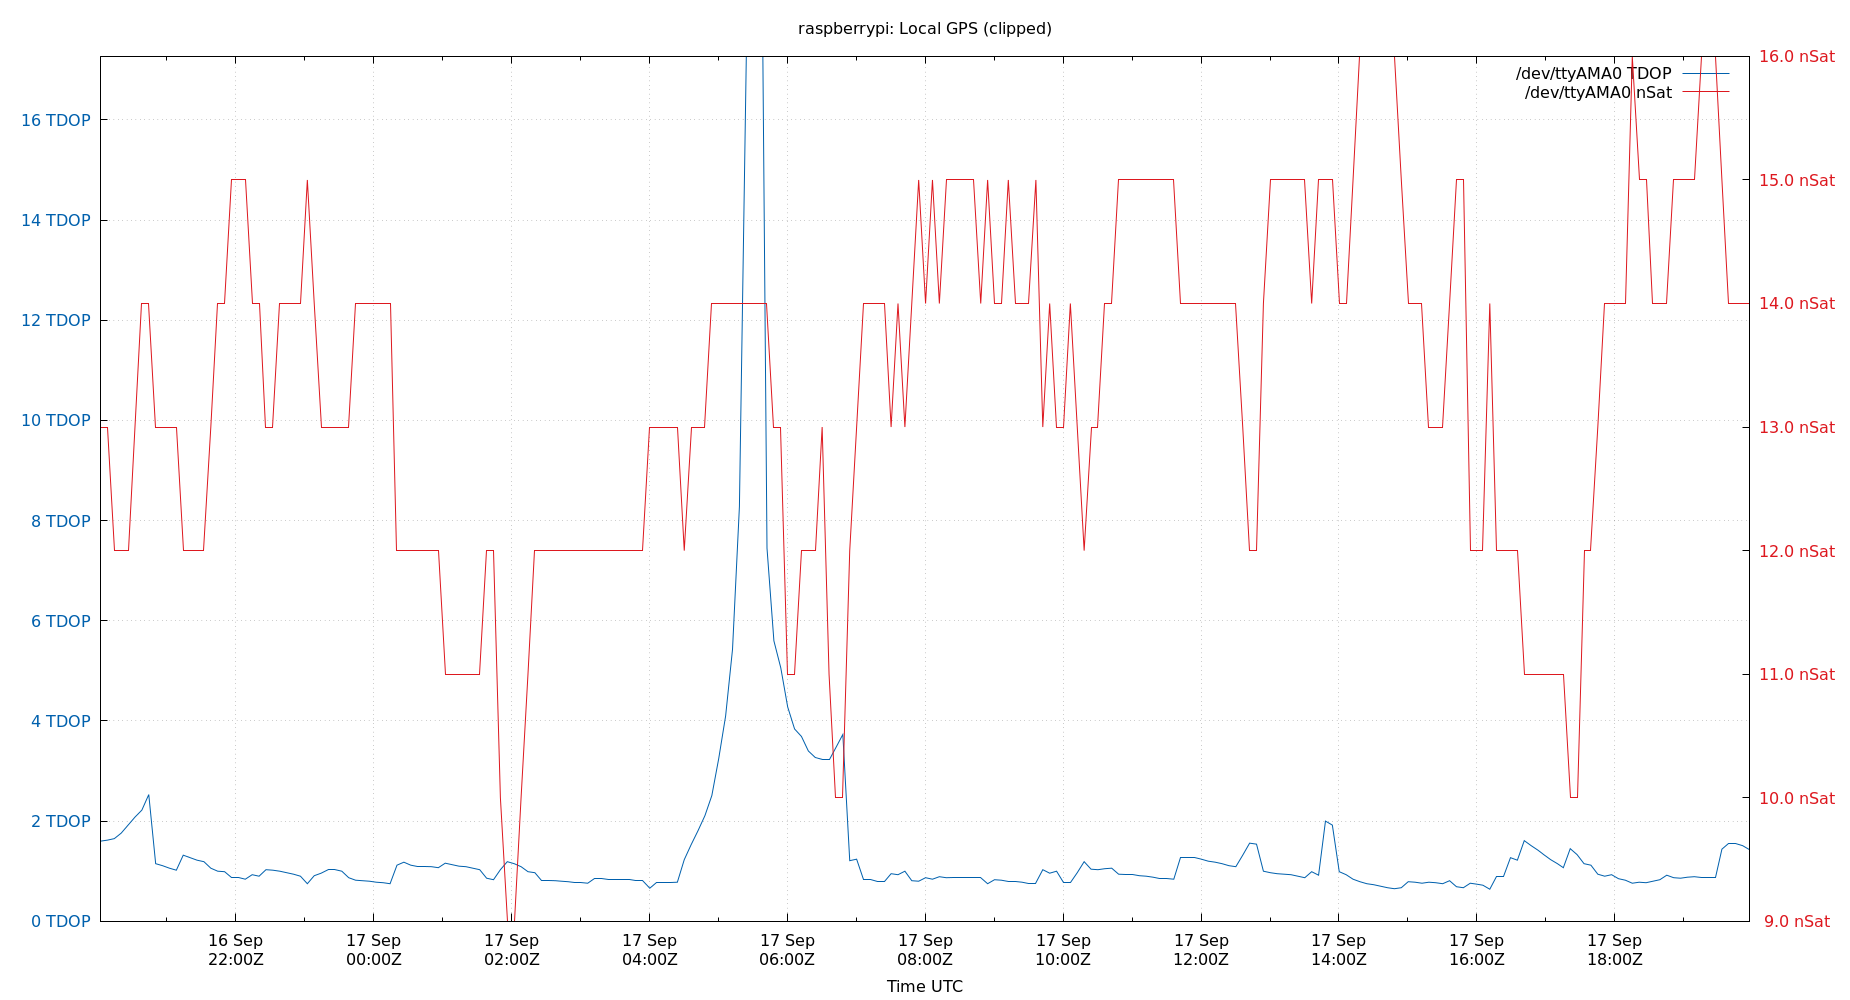 raspberrypi: Local GPS (clipped)
/dev/ttyAMA0 TDOP
/dev/ttyAMA0 nSat
16 TDOP
14 TDOP
12 TDOP
10 TDOP
8 TDOP
6 TDOP
4 TDOP
2 TDOP
0 TDOP
16.0 nSat
15.0 nSat
14.0 nSat
13.0 nSat
12.0 nSat
11.0 nSat
10.0 nSat
9.0 nSat
16 Sep
22:00Z
17 Sep
00:00Z
17 Sep
02:00Z
17 Sep
04:00Z
17 Sep
06:00Z
17 Sep
08:00Z
17 Sep
10:00Z
17 Sep
12:00Z
17 Sep
14:00Z
17 Sep
16:00Z
17 Sep
18:00Z
Time UTC